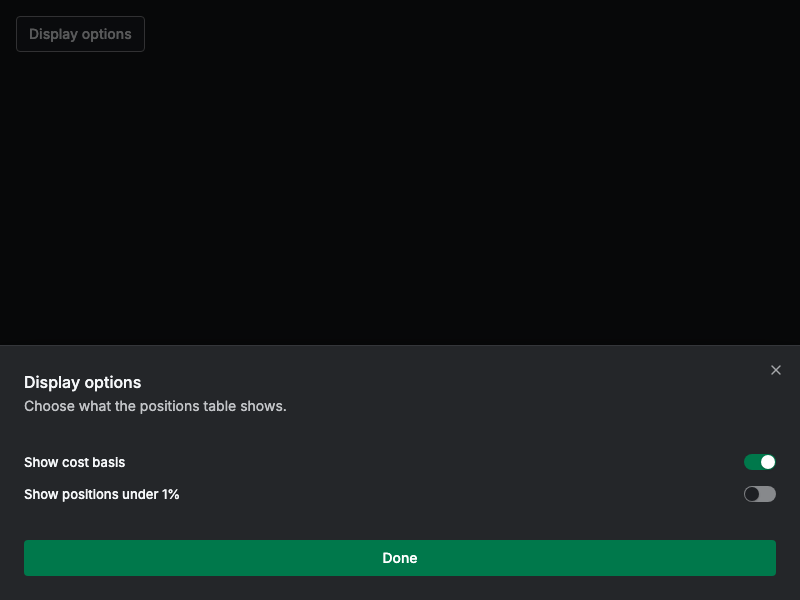 Display options
Display options
Choose what the positions table shows.
Show cost basis
Show positions under 1%
Done